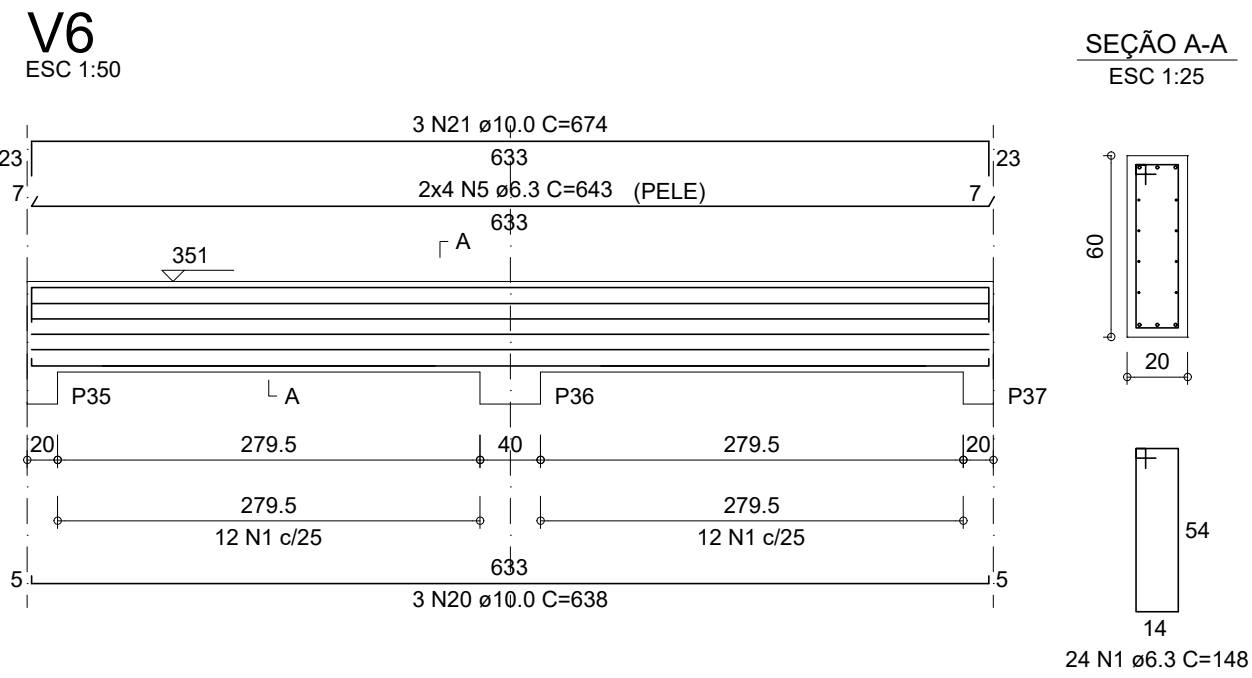 V6
ESC 1:50
SEÇÃO A-A
ESC 1:25
3 N21 ø10.0 C=674
23
633
23
2x4 N5 ø6.3 C=643 (PELE)
7
7
633
A
351
60
20
P35
A
P36
P37
20
279.5
40
279.5
20
279.5
279.5
12 N1 c/25
12 N1 c/25
54
633
5
5
3 N20 ø10.0 C=638
14
24 N1 ø6.3 C=148